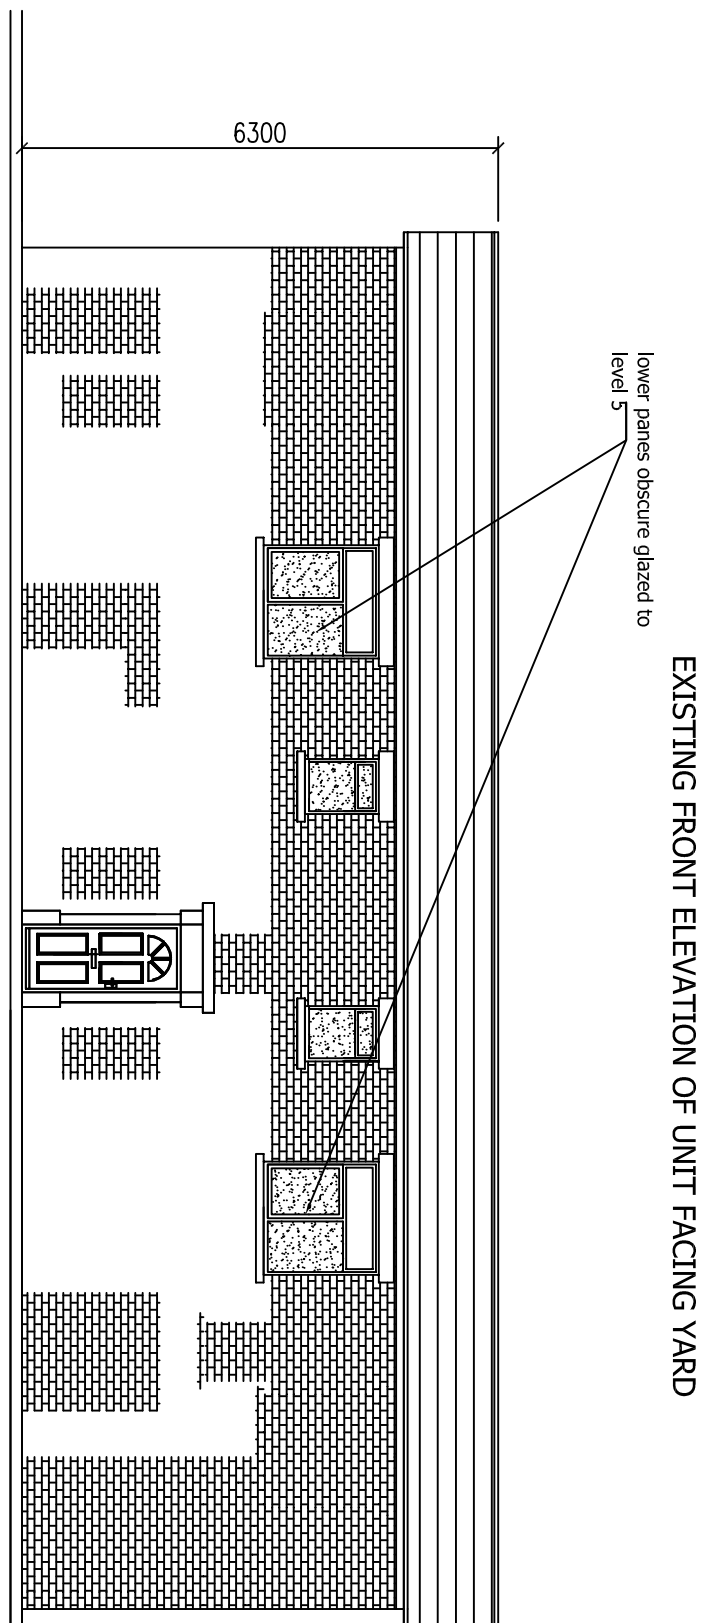 EXISTING FRONT ELEVATION OF UNIT FACING YARD
lower panes obscure glazed to
level 5
6300